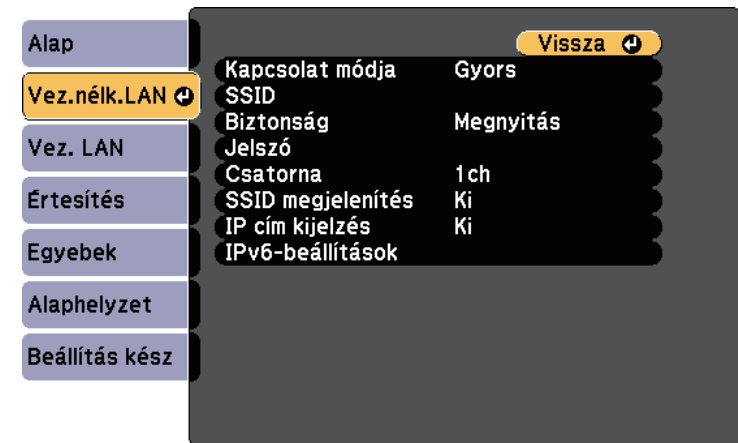 Alap
Vez.nélk.LAN
Vez. LAN
Értesítés
Egyebek
Alaphelyzet
Beállítás kész
Vissza
Kapcsolat módja Gyors
SSID
Biztonság Megnyitás
Jelszó
Csatorna 1ch
SSID megjelenítés Ki
IP cím kijelzés Ki
IPv6-beállítások